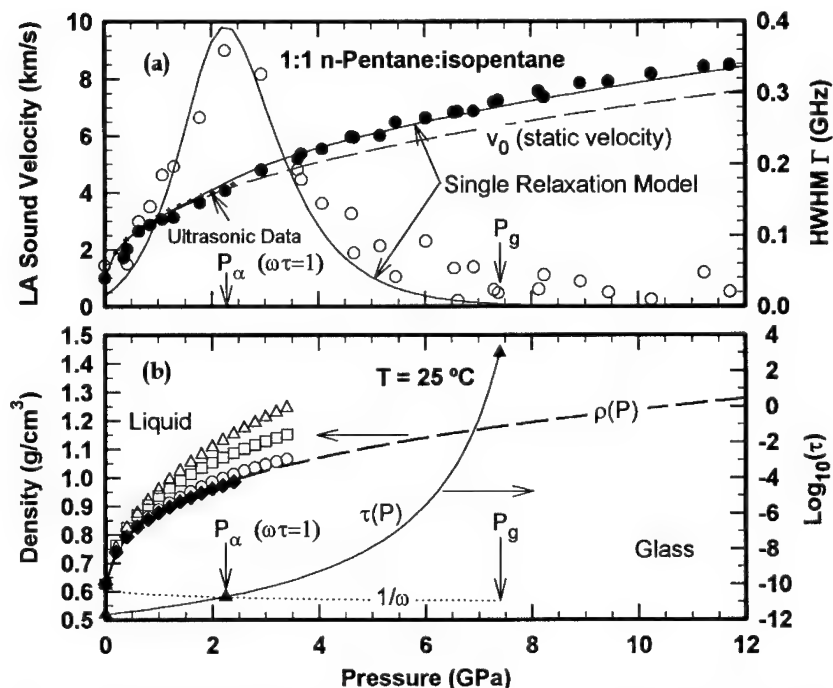 (a)
1:1 n-Pentane:isopentane
LA Sound Velocity (km/s)
10
8
6
4
2
0
HWHM Γ (GHz)
0.4
0.3
0.2
0.1
0.0
v₀ (static velocity)
Single Relaxation Model
Ultrasonic Data
Pα (ωτ=1)
Pg
(b)
T = 25 ºC
Density (g/cm³)
1.5
1.4
1.3
1.2
1.1
1.0
0.9
0.8
0.7
0.6
0.5
Log₁₀(τ)
4
2
0
-2
-4
-6
-8
-10
-12
Liquid
ρ(P)
τ(P)
Pα (ωτ=1)
Pg
Glass
1/ω
0
2
4
6
8
10
12
Pressure (GPa)